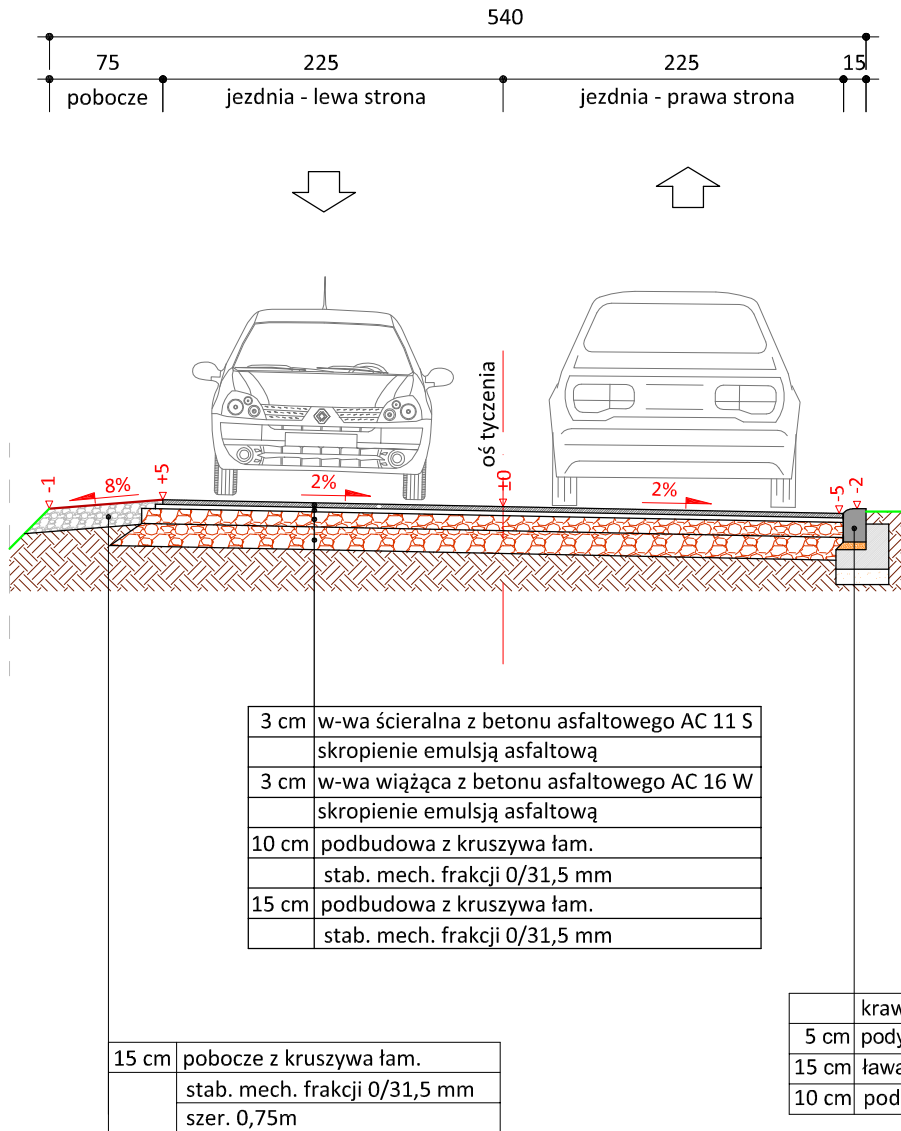 540
75 225 225 15
pobocze jezdnia - lewa strona jezdnia - prawa strona
oś tyczenia
-1 8% +5 2% ±0 2% -5 -2
3 cm w-wa ścieralna z betonu asfaltowego AC 11 S
skropienie emulsją asfaltową
3 cm w-wa wiążąca z betonu asfaltowego AC 16 W
skropienie emulsją asfaltową
10 cm podbudowa z kruszywa łam.
stab. mech. frakcji 0/31,5 mm
15 cm podbudowa z kruszywa łam.
stab. mech. frakcji 0/31,5 mm
15 cm pobocze z kruszywa łam.
stab. mech. frakcji 0/31,5 mm
szer. 0,75m
kraw
5 cm pody
15 cm ława
10 cm pod